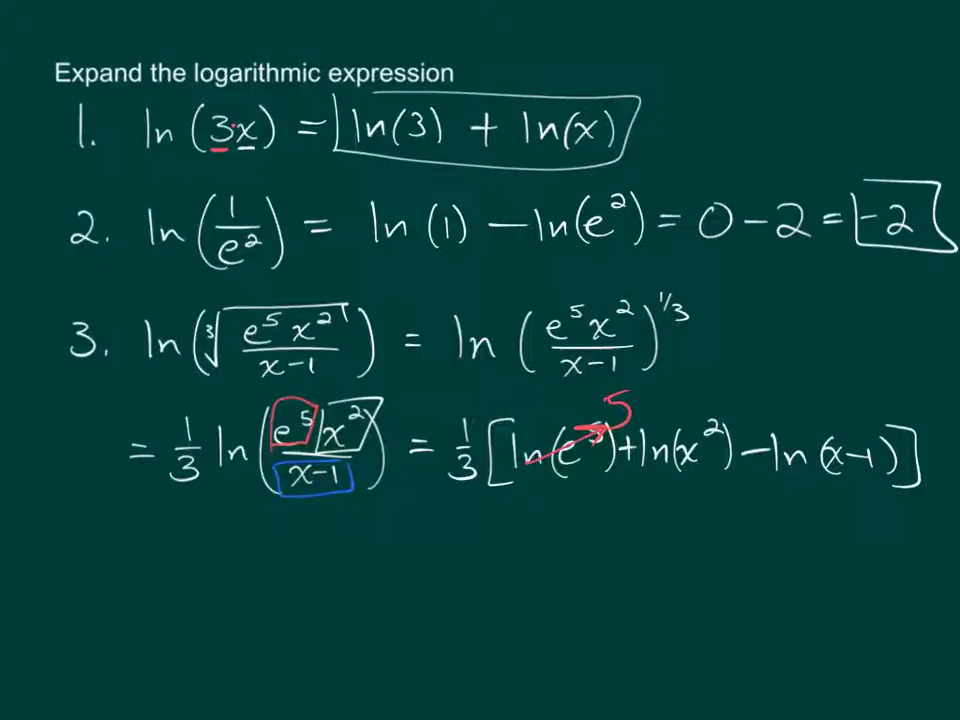 Expand the logarithmic expression
1. ln(3·x) = ln(3) + ln(x)
2. ln(1/e²) = ln(1) − ln(e²) = 0 − 2 = −2
3. ln(∛(e⁵x²/(x−1))) = ln(e⁵x²/(x−1))^1/3
= 1/3 ln(e⁵x²/(x−1)) = 1/3 [ln(e⁵) 5 + ln(x²) − ln(x−1)]